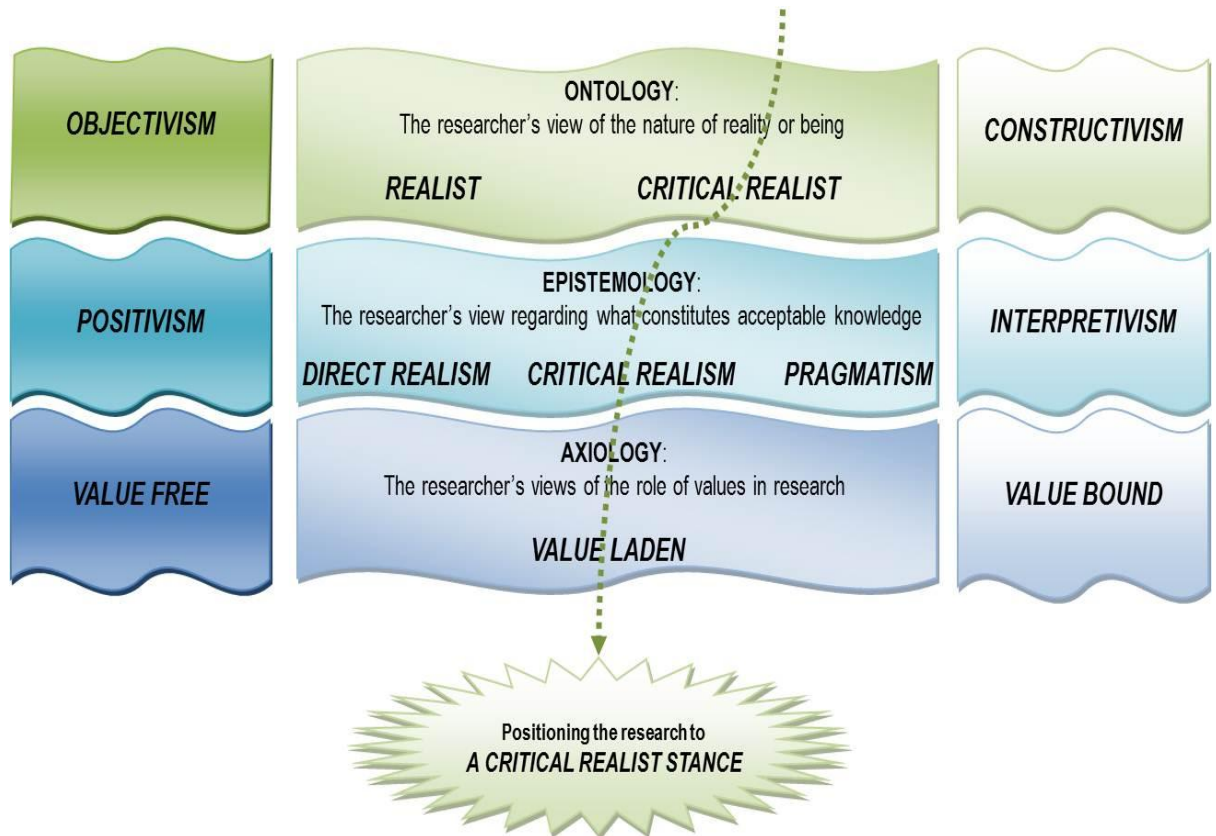 OBJECTIVISM
ONTOLOGY:
The researcher's view of the nature of reality or being
REALIST
CRITICAL REALIST
CONSTRUCTIVISM
POSITIVISM
EPISTEMOLOGY:
The researcher's view regarding what constitutes acceptable knowledge
DIRECT REALISM
CRITICAL REALISM
PRAGMATISM
INTERPRETIVISM
VALUE FREE
AXIOLOGY:
The researcher's views of the role of values in research
VALUE LADEN
VALUE BOUND
Positioning the research to
A CRITICAL REALIST STANCE